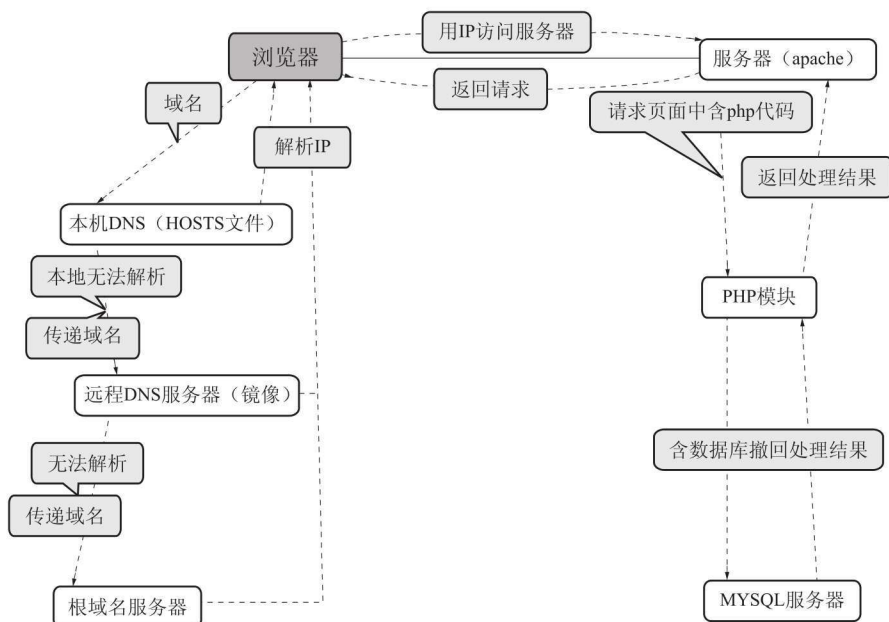 用IP访问服务器
浏览器
服务器（apache）
返回请求
域名
请求页面中含php代码
解析IP
返回处理结果
本机DNS（HOSTS文件）
本地无法解析
PHP模块
传递域名
远程DNS服务器（镜像）
含数据库撤回处理结果
无法解析
传递域名
根域名服务器
MYSQL服务器